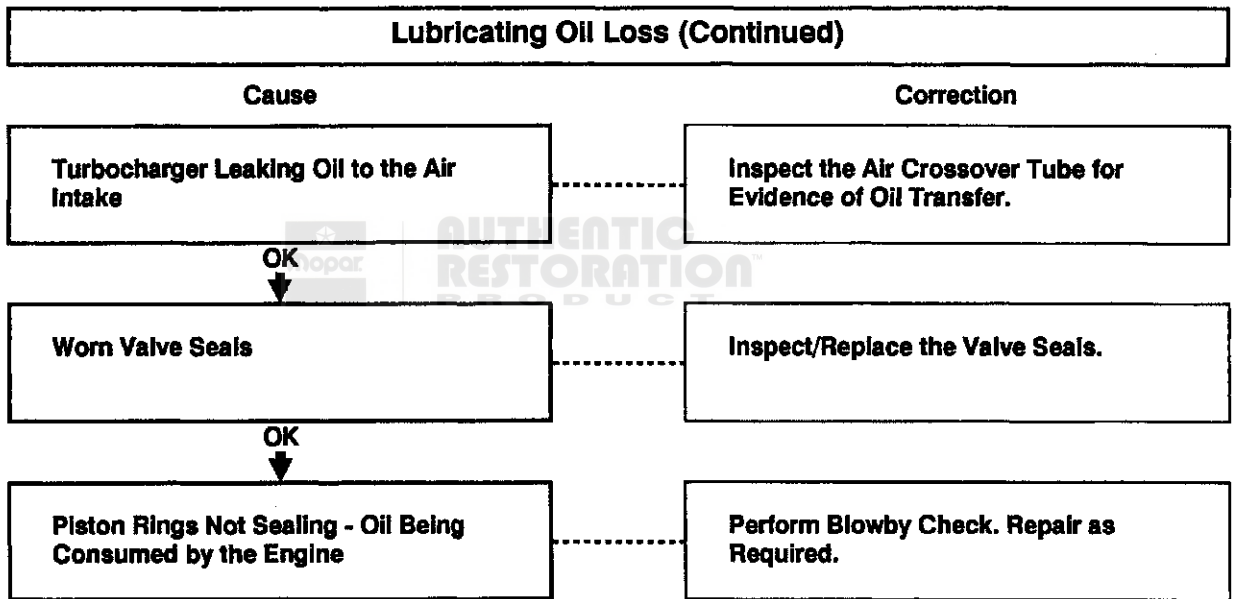 Lubricating Oil Loss (Continued)
Cause
Correction
Turbocharger Leaking Oil to the Air
Intake
Inspect the Air Crossover Tube for
Evidence of Oil Transfer.
OK
Mopar
AUTHENTIC
RESTORATION™
PRODUCT
Worn Valve Seals
Inspect/Replace the Valve Seals.
OK
Piston Rings Not Sealing - Oil Being
Consumed by the Engine
Perform Blowby Check. Repair as
Required.